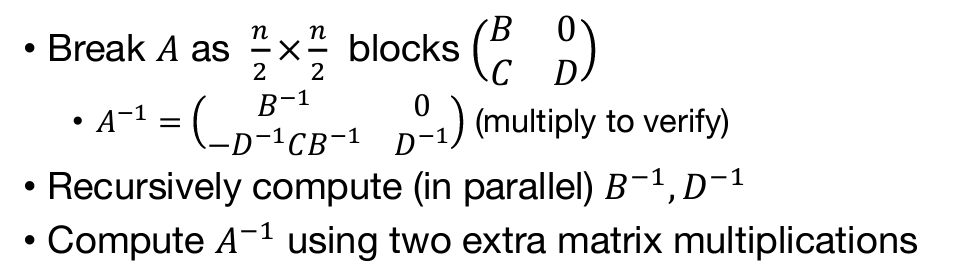 • Break A as n/2 × n/2 blocks (B 0; C D)
• A⁻¹ = (B⁻¹ 0; −D⁻¹CB⁻¹ D⁻¹) (multiply to verify)
• Recursively compute (in parallel) B⁻¹, D⁻¹
• Compute A⁻¹ using two extra matrix multiplications